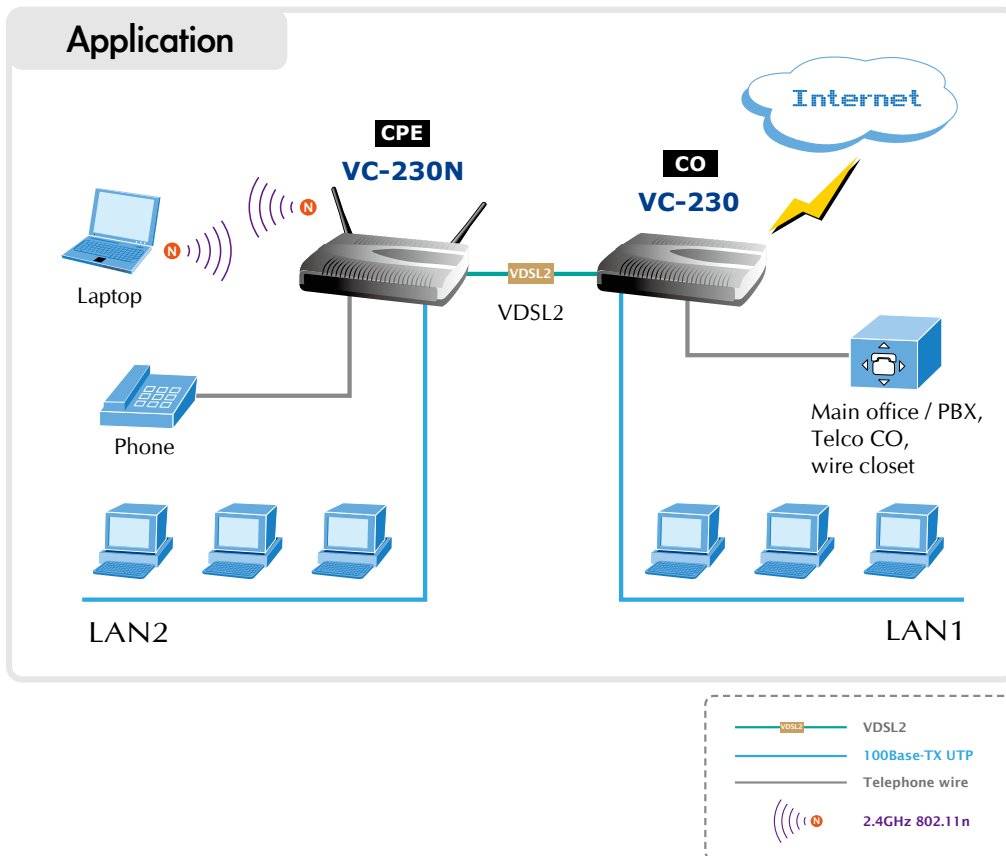 Application
Internet
CPE
VC-230N
CO
VC-230
N
N
VDSL2
Laptop
VDSL2
Phone
Main office / PBX,
Telco CO,
wire closet
LAN2
LAN1
VDSL2
VDSL2
100Base-TX UTP
Telephone wire
N
2.4GHz 802.11n